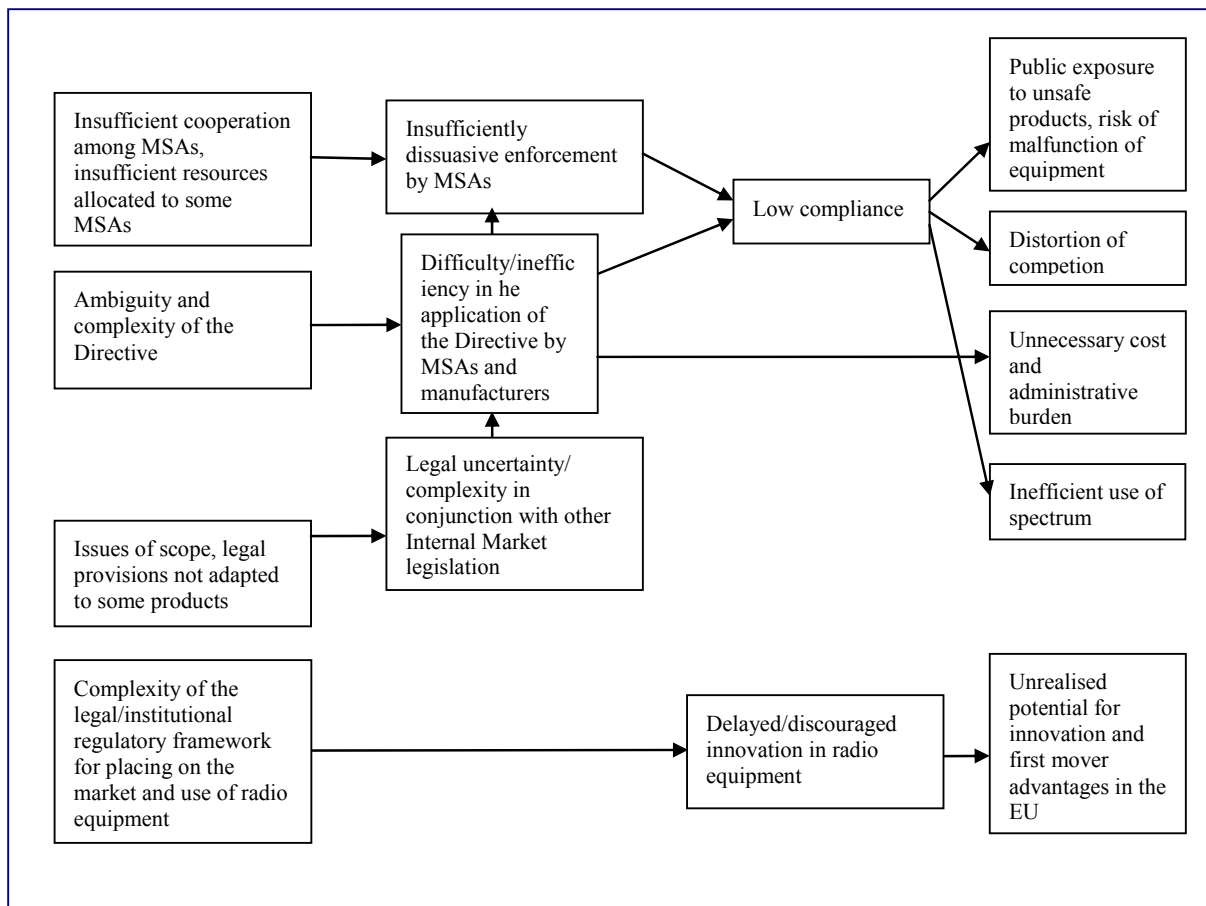 Insufficient cooperation
among MSAs,
insufficient resources
allocated to some
MSAs
Ambiguity and
complexity of the
Directive
Issues of scope, legal
provisions not adapted
to some products
Complexity of the
legal/institutional
regulatory framework
for placing on the
market and use of radio
equipment
Insufficiently
dissuasive enforcement
by MSAs
Difficulty/ineffic
iency in he
application of
the Directive by
MSAs and
manufacturers
Legal uncertainty/
complexity in
conjunction with other
Internal Market
legislation
Low compliance
Delayed/discouraged
innovation in radio
equipment
Public exposure
to unsafe
products, risk of
malfunction of
equipment
Distortion of
competion
Unnecessary cost
and
administrative
burden
Inefficient use of
spectrum
Unrealised
potential for
innovation and
first mover
advantages in the
EU